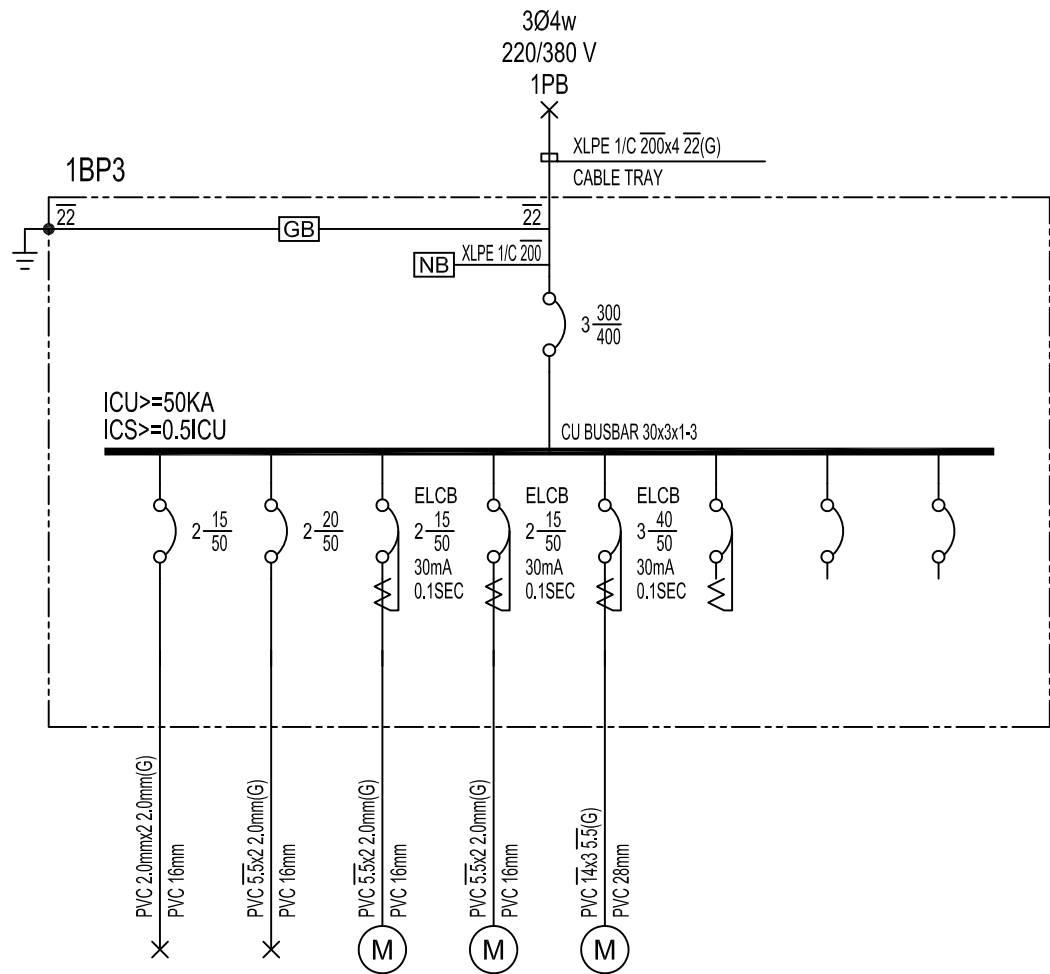 3Ø4w
220/380 V
1PB
XLPE 1/C 200x4 22(G)
CABLE TRAY
1BP3
22
GB
22
NB
XLPE 1/C 200
3 300/400
ICU>=50KA
ICS>=0.5ICU
CU BUSBAR 30x3x1-3
2 15/50
2 20/50
ELCB
2 15/50
30mA
0.1SEC
ELCB
2 15/50
30mA
0.1SEC
ELCB
3 40/50
30mA
0.1SEC
PVC 2.0mmx2 2.0mm(G)
PVC 16mm
PVC 5.5x2 2.0mm(G)
PVC 16mm
PVC 5.5x2 2.0mm(G)
PVC 16mm
PVC 5.5x2 2.0mm(G)
PVC 16mm
PVC 14x3 5.5(G)
PVC 28mm
M
M
M